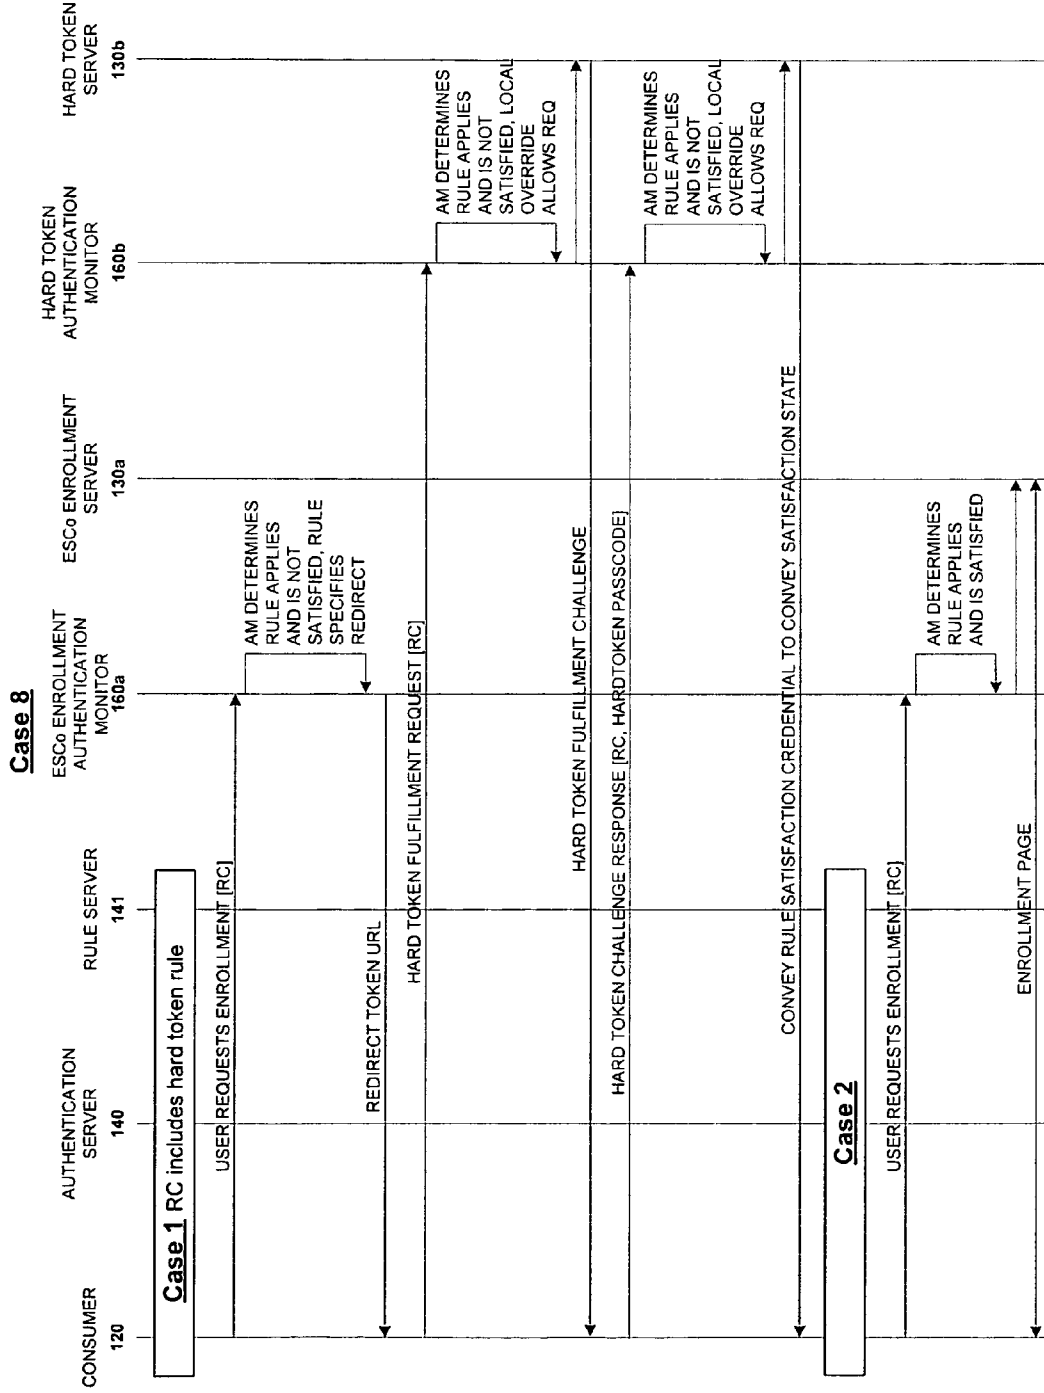 Case 8
CONSUMER
120
AUTHENTICATION
SERVER
140
RULE SERVER
141
ESCo ENROLLMENT
AUTHENTICATION
MONITOR
160a
ESCo ENROLLMENT
SERVER
130a
HARD TOKEN
AUTHENTICATION
MONITOR
160b
HARD TOKEN
SERVER
130b
Case 1 RC includes hard token rule
USER REQUESTS ENROLLMENT [RC]
AM DETERMINES
RULE APPLIES
AND IS NOT
SATISFIED, RULE
SPECIFIES
REDIRECT
REDIRECT TOKEN URL
HARD TOKEN FULFILLMENT REQUEST [RC]
AM DETERMINES
RULE APPLIES
AND IS NOT
SATISFIED, LOCAL
OVERRIDE
ALLOWS REQ
HARD TOKEN FULFILLMENT CHALLENGE
HARD TOKEN CHALLENGE RESPONSE [RC, HARDTOKEN PASSCODE]
AM DETERMINES
RULE APPLIES
AND IS NOT
SATISFIED, LOCAL
OVERRIDE
ALLOWS REQ
CONVEY RULE SATISFACTION CREDENTIAL TO CONVEY SATISFACTION STATE
Case 2
USER REQUESTS ENROLLMENT [RC]
AM DETERMINES
RULE APPLIES
AND IS SATISFIED
ENROLLMENT PAGE